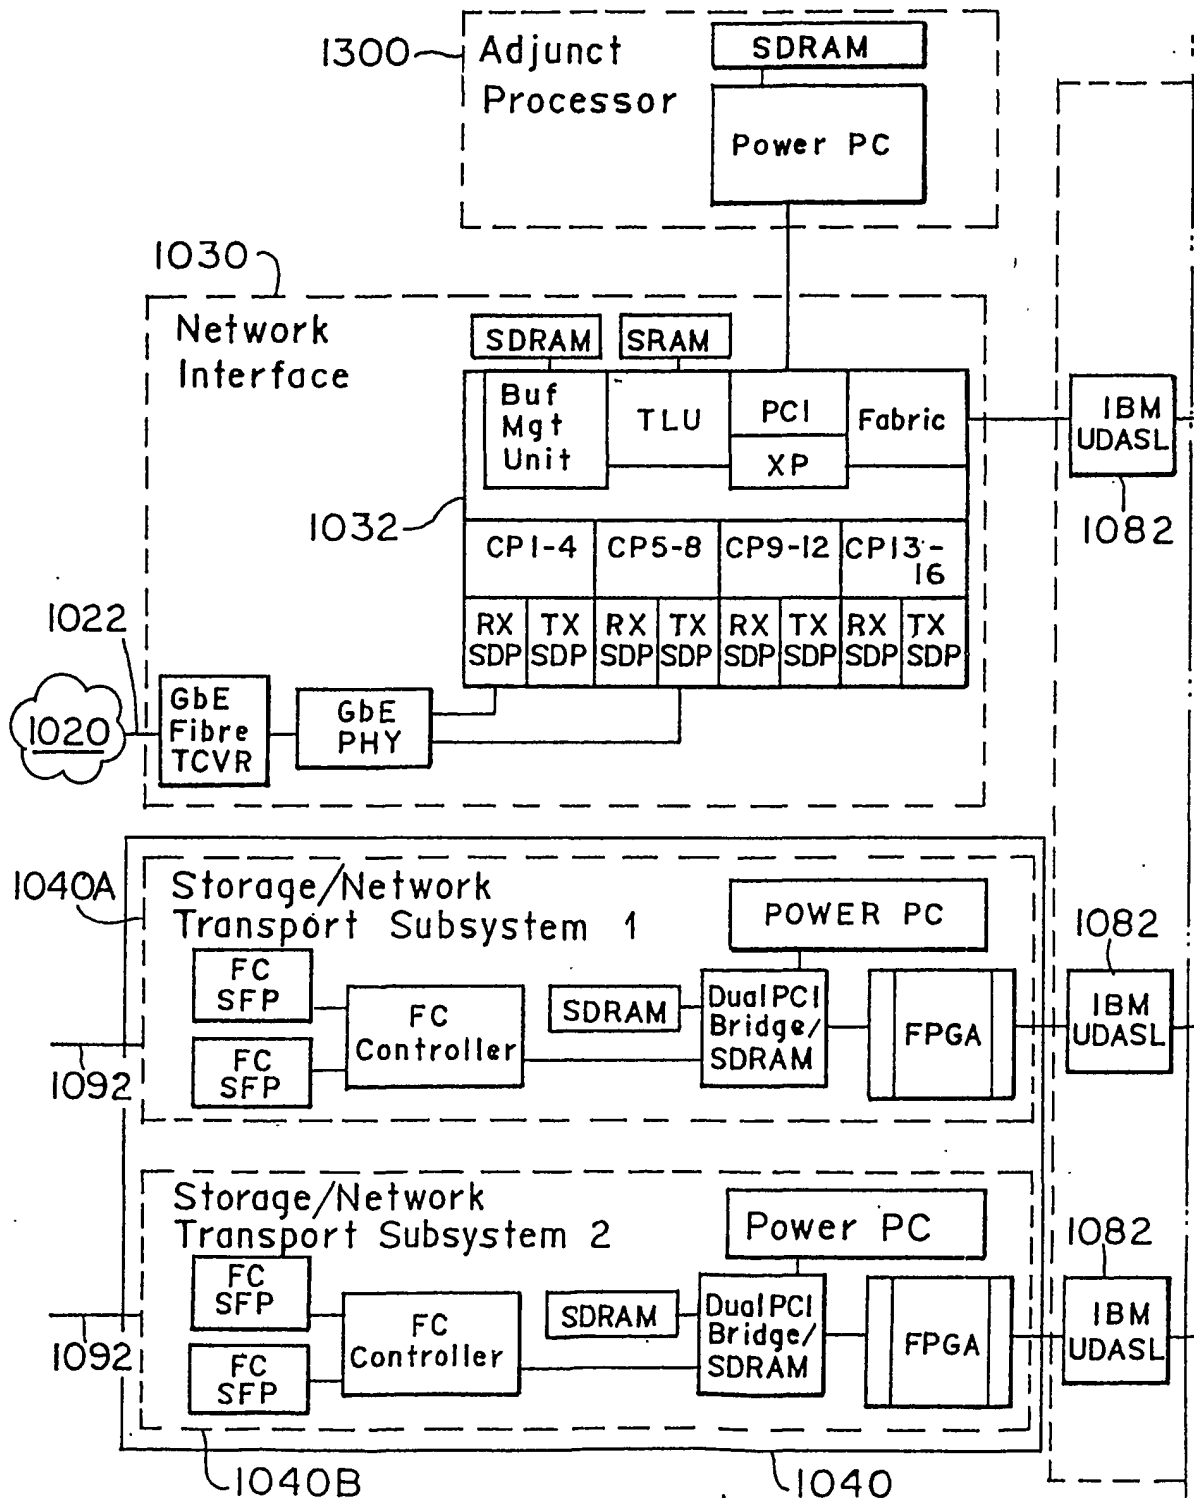 1300
Adjunct
Processor
SDRAM
Power PC
1030
Network
Interface
SDRAM
SRAM
Buf
Mgt
Unit
TLU
PCI
XP
Fabric
IBM
UDASL
1082
1032
CP1-4
CP5-8
CP9-12
CP13-
16
RX
SDP
TX
SDP
RX
SDP
TX
SDP
RX
SDP
TX
SDP
RX
SDP
TX
SDP
1022
1020
GbE
Fibre
TCVR
GbE
PHY
1040A
Storage/Network
Transport Subsystem 1
POWER PC
1082
FC
SFP
FC
SFP
FC
Controller
SDRAM
Dual PCI
Bridge/
SDRAM
FPGA
IBM
UDASL
1092
Storage/Network
Transport Subsystem 2
Power PC
1082
FC
SFP
FC
SFP
FC
Controller
SDRAM
Dual PCI
Bridge/
SDRAM
FPGA
IBM
UDASL
1092
1040B
1040